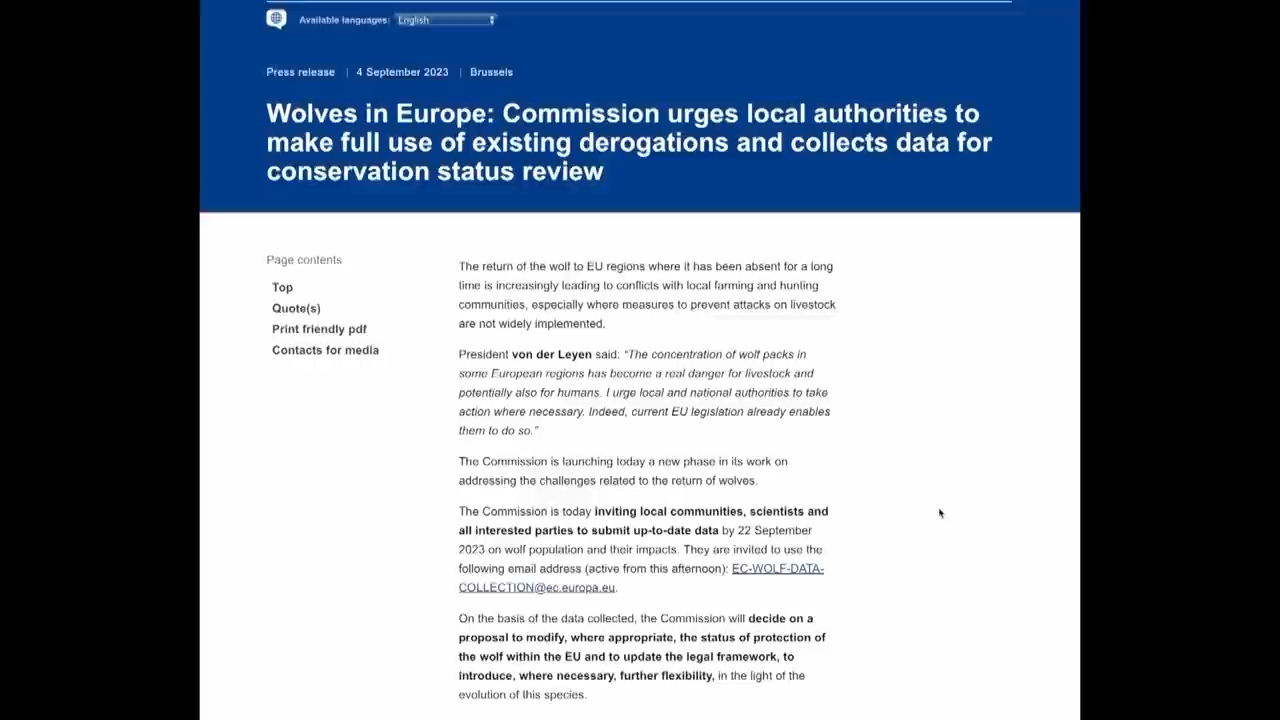 Available languages: English
Press release | 4 September 2023 | Brussels
Wolves in Europe: Commission urges local authorities to
make full use of existing derogations and collects data for
conservation status review
Page contents
Top
Quote(s)
Print friendly pdf
Contacts for media
The return of the wolf to EU regions where it has been absent for a long
time is increasingly leading to conflicts with local farming and hunting
communities, especially where measures to prevent attacks on livestock
are not widely implemented.
President von der Leyen said: “The concentration of wolf packs in
some European regions has become a real danger for livestock and
potentially also for humans. I urge local and national authorities to take
action where necessary. Indeed, current EU legislation already enables
them to do so.”
The Commission is launching today a new phase in its work on
addressing the challenges related to the return of wolves.
The Commission is today inviting local communities, scientists and
all interested parties to submit up-to-date data by 22 September
2023 on wolf population and their impacts. They are invited to use the
following email address (active from this afternoon): EC-WOLF-DATA-
COLLECTION@ec.europa.eu.
On the basis of the data collected, the Commission will decide on a
proposal to modify, where appropriate, the status of protection of
the wolf within the EU and to update the legal framework, to
introduce, where necessary, further flexibility, in the light of the
evolution of this species.